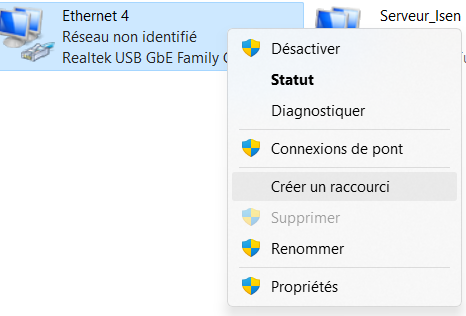 Ethernet 4
Réseau non identifié
Realtek USB GbE Family
Serveur_Isen
Désactiver
Statut
Diagnostiquer
Connexions de pont
Créer un raccourci
Supprimer
Renommer
Propriétés